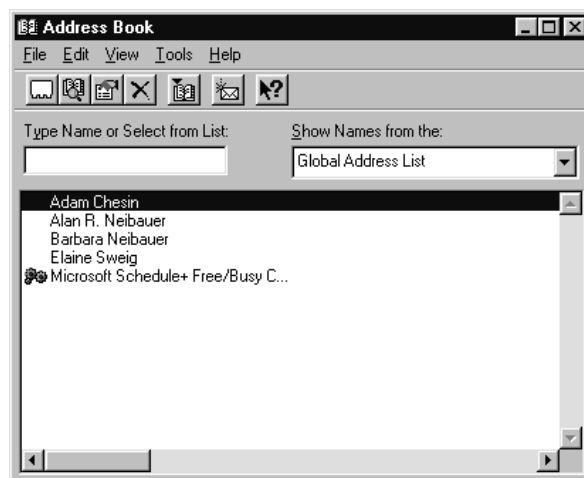 Address Book
File Edit View Tools Help
Type Name or Select from List: Show Names from the:
Global Address List
Adam Chesin
Alan R. Neibauer
Barbara Neibauer
Elaine Sweig
Microsoft Schedule+ Free/Busy C...